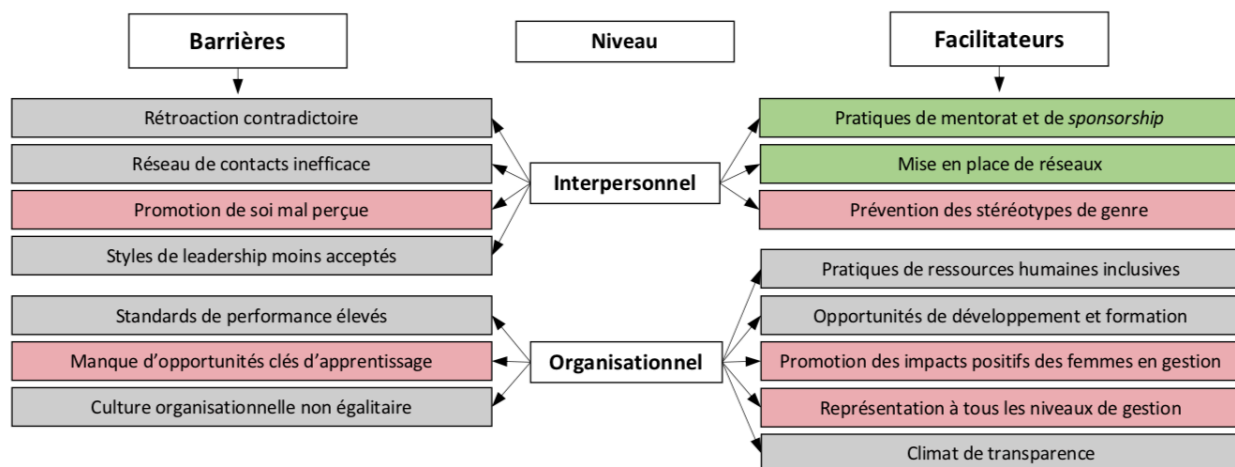 Barrières
Niveau
Facilitateurs
Rétroaction contradictoire
Réseau de contacts inefficace
Promotion de soi mal perçue
Styles de leadership moins acceptés
Interpersonnel
Pratiques de mentorat et de sponsorship
Mise en place de réseaux
Prévention des stéréotypes de genre
Standards de performance élevés
Manque d’opportunités clés d’apprentissage
Culture organisationnelle non égalitaire
Organisationnel
Pratiques de ressources humaines inclusives
Opportunités de développement et formation
Promotion des impacts positifs des femmes en gestion
Représentation à tous les niveaux de gestion
Climat de transparence